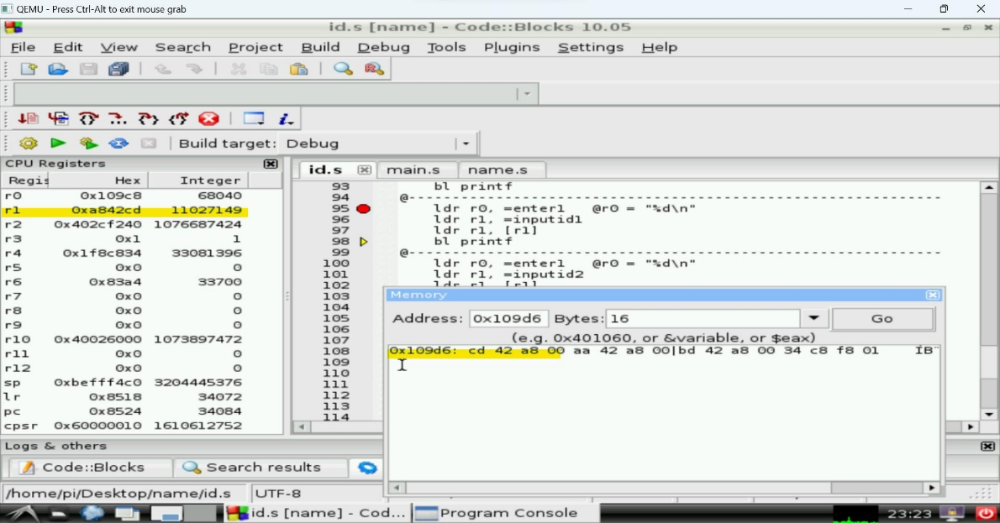 QEMU - Press Ctrl-Alt to exit mouse grab
id.s [name] - Code::Blocks 10.05
File Edit View Search Project Build Debug Tools Plugins Settings Help
Build target: Debug
CPU Registers
Regis Hex Integer
r0 0x109c8 68040
r1 0xa842cd 11027149
r2 0x402cf240 1076687424
r3 0x1 1
r4 0x1f8c834 33081396
r5 0x0 0
r6 0x83a4 33700
r7 0x0 0
r8 0x0 0
r9 0x0 0
r10 0x40026000 1073897472
r11 0x0 0
r12 0x0 0
sp 0xbefff4c0 3204445376
lr 0x8518 34072
pc 0x8524 34084
cpsr 0x60000010 1610612752
id.s main.s name.s
93 bl printf
94 @------------------------------------------------
95 ldr r0, =enter1 @r0 = "%d\n"
96 ldr r1, =inputid1
97 ldr r1, [r1]
98 bl printf
99 @------------------------------------------------
100 ldr r0, =enter1 @r0 = "%d\n"
101 ldr r1, =inputid2
102 ldr r1, [r1]
103
104
105
106
107
108
109
110
111
112
113
114
Memory
Address: 0x109d6 Bytes: 16 Go
(e.g. 0x401060, or &variable, or $eax)
0x109d6: cd 42 a8 00 aa 42 a8 00|bd 42 a8 00 34 c8 f8 01 ÍB¨
Logs & others
Code::Blocks Search results
/home/pi/Desktop/name/id.s UTF-8
id.s [name] - Cod... Program Console 23:23